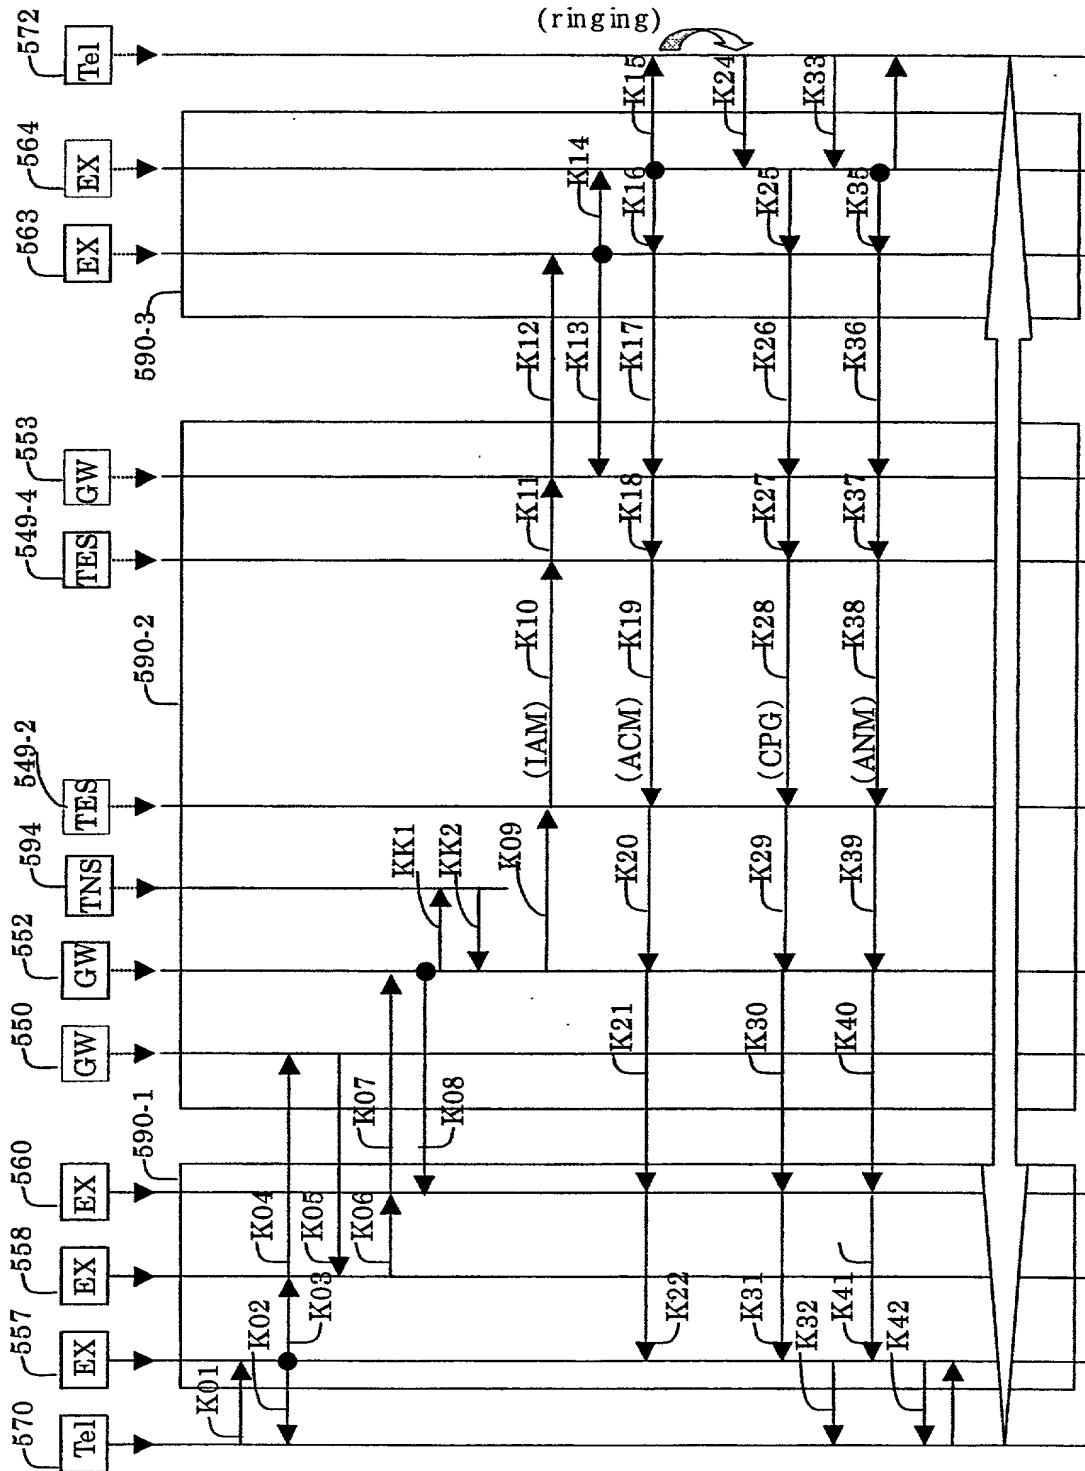 (ringing)
572
Tel
564
EX
563
EX
590-3
553
GW
549-4
TES
590-2
549-2
TES
594
TNS
552
GW
550
GW
590-1
560
EX
558
EX
557
EX
570
Tel
K01
K02
K03
K04
K05
K06
K07
K08
KK1
KK2
K09
(IAM)
K10
K11
K12
K13
K14
K15
K16
K17
K18
K19
(ACM)
K20
K21
K22
K24
K25
K26
K27
K28
(CPG)
K29
K30
K31
K32
K33
K35
K36
K37
K38
(ANM)
K39
K40
K41
K42